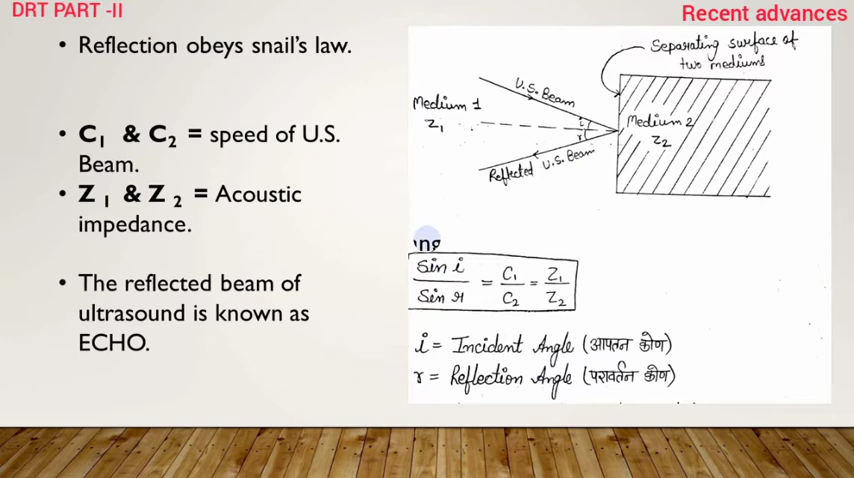 DRT PART -II
Recent advances
• Reflection obeys snail's law.
• C₁ & C₂ = speed of U.S.
Beam.
• Z ₁ & Z ₂ = Acoustic
impedance.
• The reflected beam of
ultrasound is known as
ECHO.
Separating surface of
two mediums
U.S. Beam
Medium 1
Z₁
i
r
Medium 2
Z₂
Reflected U.S. Beam
Sin i / Sin r = C₁ / C₂ = Z₁ / Z₂
i = Incident Angle (आपतन कोण)
r = Reflection Angle (परावर्तन कोण)